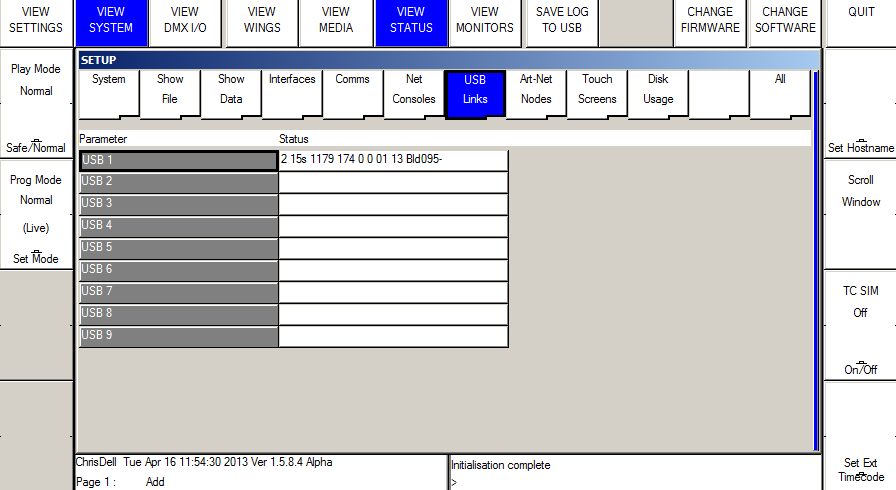 VIEW SETTINGS
VIEW SYSTEM
VIEW DMX I/O
VIEW WINGS
VIEW MEDIA
VIEW STATUS
VIEW MONITORS
SAVE LOG TO USB
CHANGE FIRMWARE
CHANGE SOFTWARE
QUIT
Play Mode
Normal
Safe/Normal
Prog Mode
Normal
(Live)
Set Mode
SETUP
System
Show File
Show Data
Interfaces
Comms
Net Consoles
USB Links
Art-Net Nodes
Touch Screens
Disk Usage
All
Parameter Status
USB 1 2 15s 1179 174 0 0 01 13 Bld095-
USB 2
USB 3
USB 4
USB 5
USB 6
USB 7
USB 8
USB 9
Set Hostname
Scroll
Window
TC SIM
Off
On/Off
Set Ext
Timecode
ChrisDell Tue Apr 16 11:54:30 2013 Ver 1.5.8.4 Alpha
Page 1 : Add
Initialisation complete
>